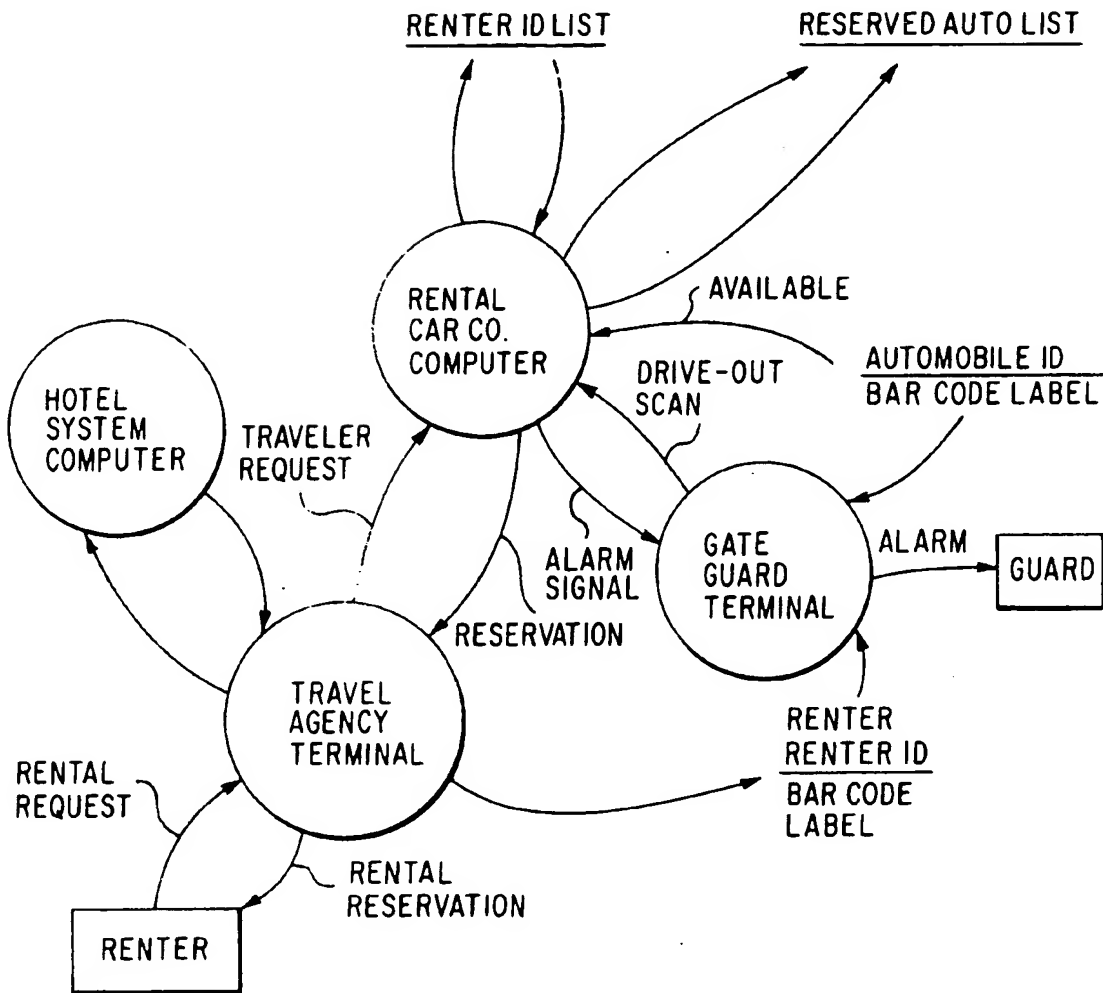 RENTER ID LIST
RESERVED AUTO LIST
RENTAL
CAR CO.
COMPUTER
AVAILABLE
AUTOMOBILE ID
BAR CODE LABEL
DRIVE-OUT
SCAN
HOTEL
SYSTEM
COMPUTER
TRAVELER
REQUEST
ALARM
SIGNAL
RESERVATION
GATE
GUARD
TERMINAL
ALARM
GUARD
TRAVEL
AGENCY
TERMINAL
RENTER
RENTER ID
BAR CODE
LABEL
RENTAL
REQUEST
RENTAL
RESERVATION
RENTER